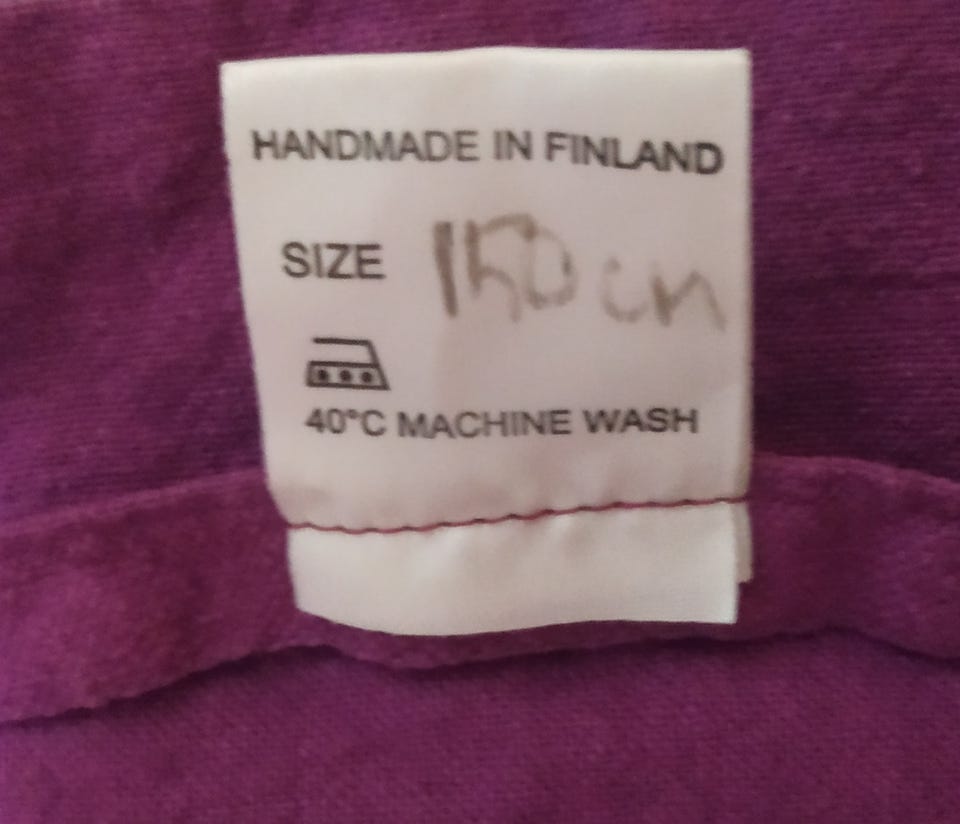 HANDMADE IN FINLAND
SIZE 150 cm
40°C MACHINE WASH